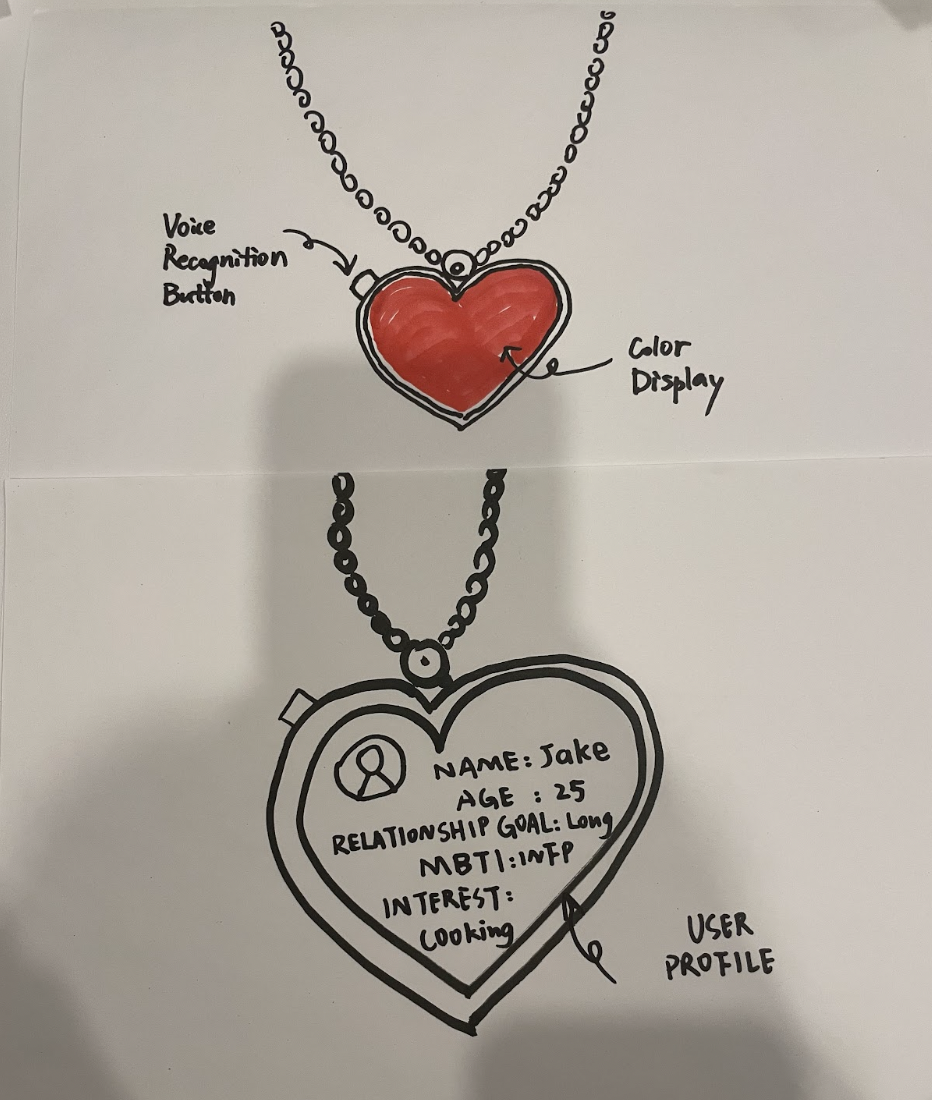 Voice
Recognition
Button
Color
Display
NAME: Jake
AGE : 25
RELATIONSHIP GOAL: Long
MBTI: INFP
INTEREST:
Cooking
USER
PROFILE